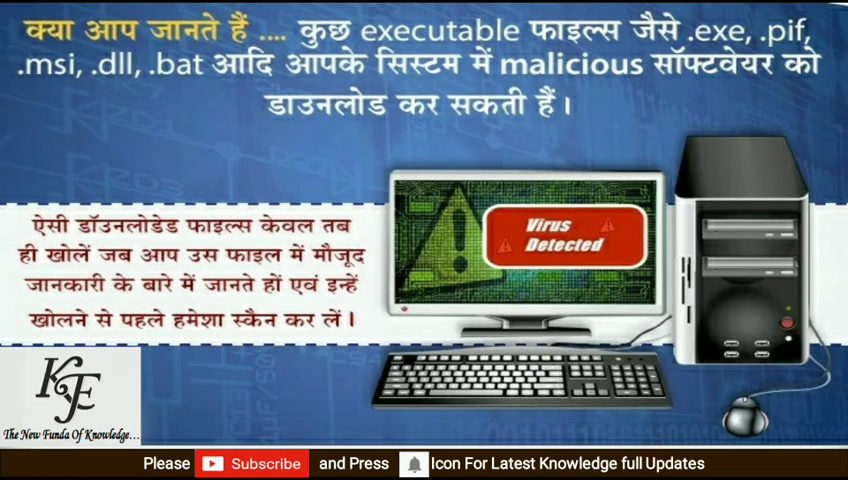 क्या आप जानते हैं .... कुछ executable फाइल्स जैसे .exe, .pif,
.msi, .dll, .bat आदि आपके सिस्टम में malicious सॉफ्टवेयर को
डाउनलोड कर सकती हैं।
ऐसी डॉउनलोडेड फाइल्स केवल तब
ही खोलें जब आप उस फाइल में मौजूद
जानकारी के बारे में जानते हों एवं इन्हें
खोलने से पहले हमेशा स्कैन कर लें।
Virus
Detected
KFE
The New Funda Of Knowledge...
Please Subscribe and Press Icon For Latest Knowledge full Updates